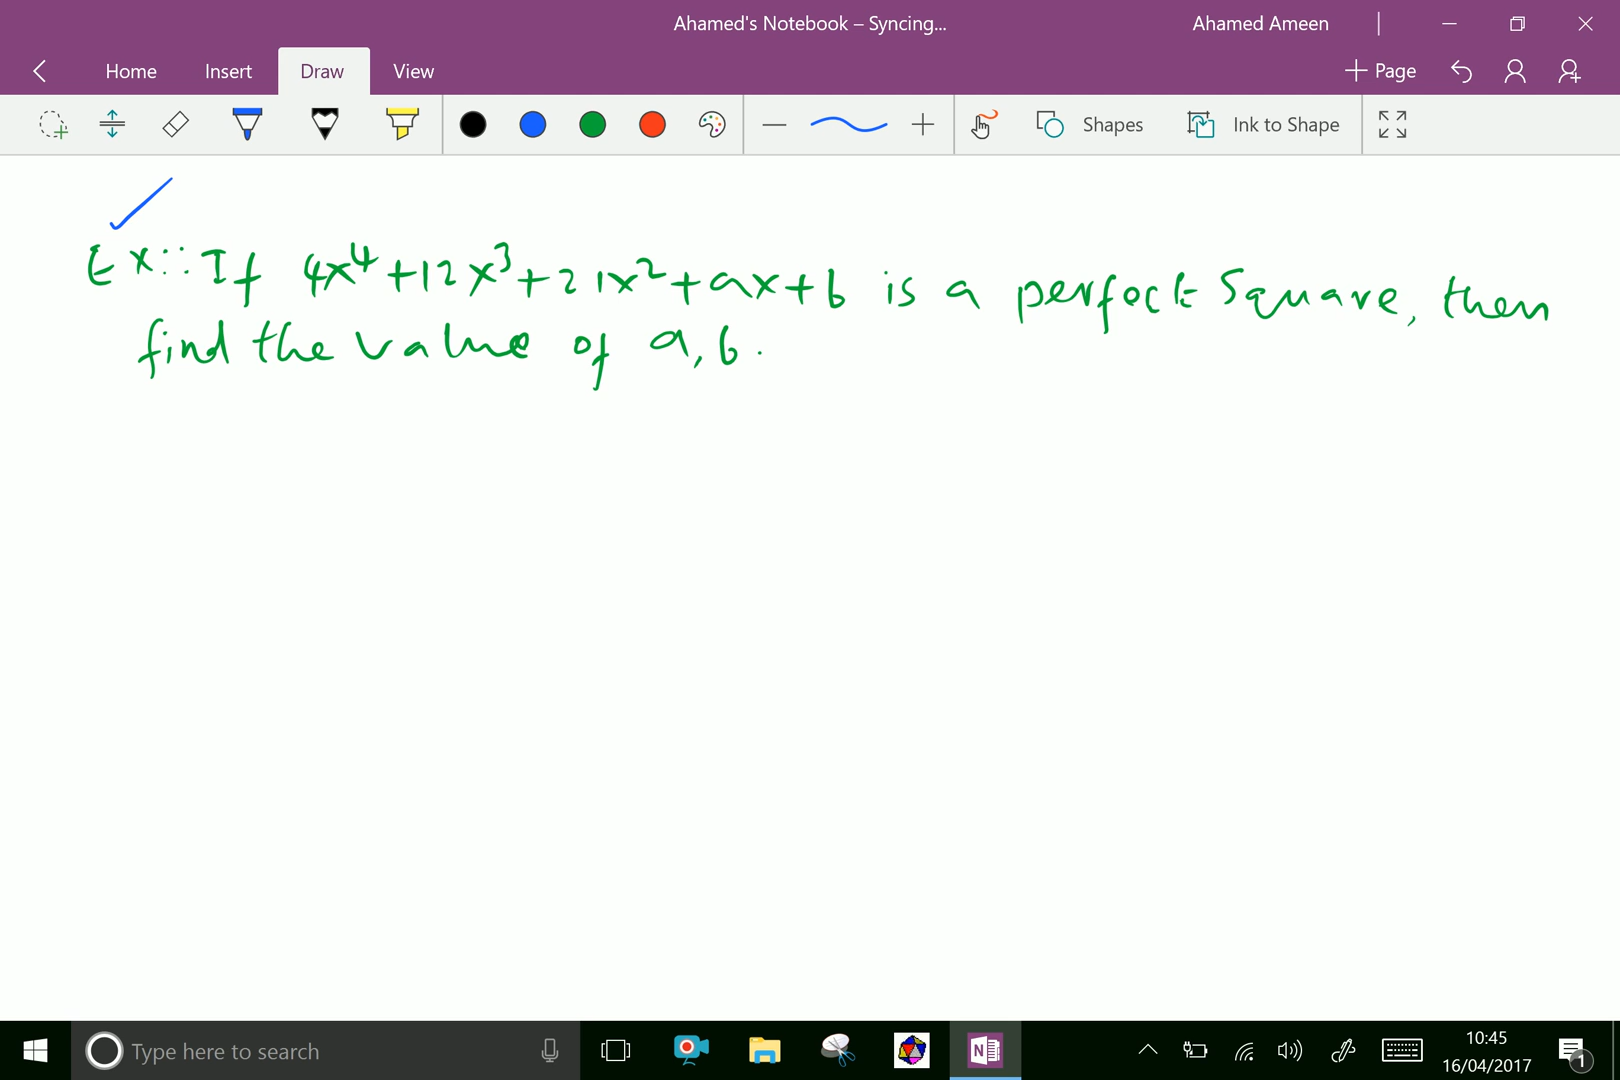 Ahamed's Notebook – Syncing...
Ahamed Ameen
Home Insert Draw View
Page
Shapes Ink to Shape
Ex:: If 4x⁴+12x³+21x²+ax+b is a perfect Square, then
find the value of a,b.
Type here to search
N
10:45
16/04/2017
1